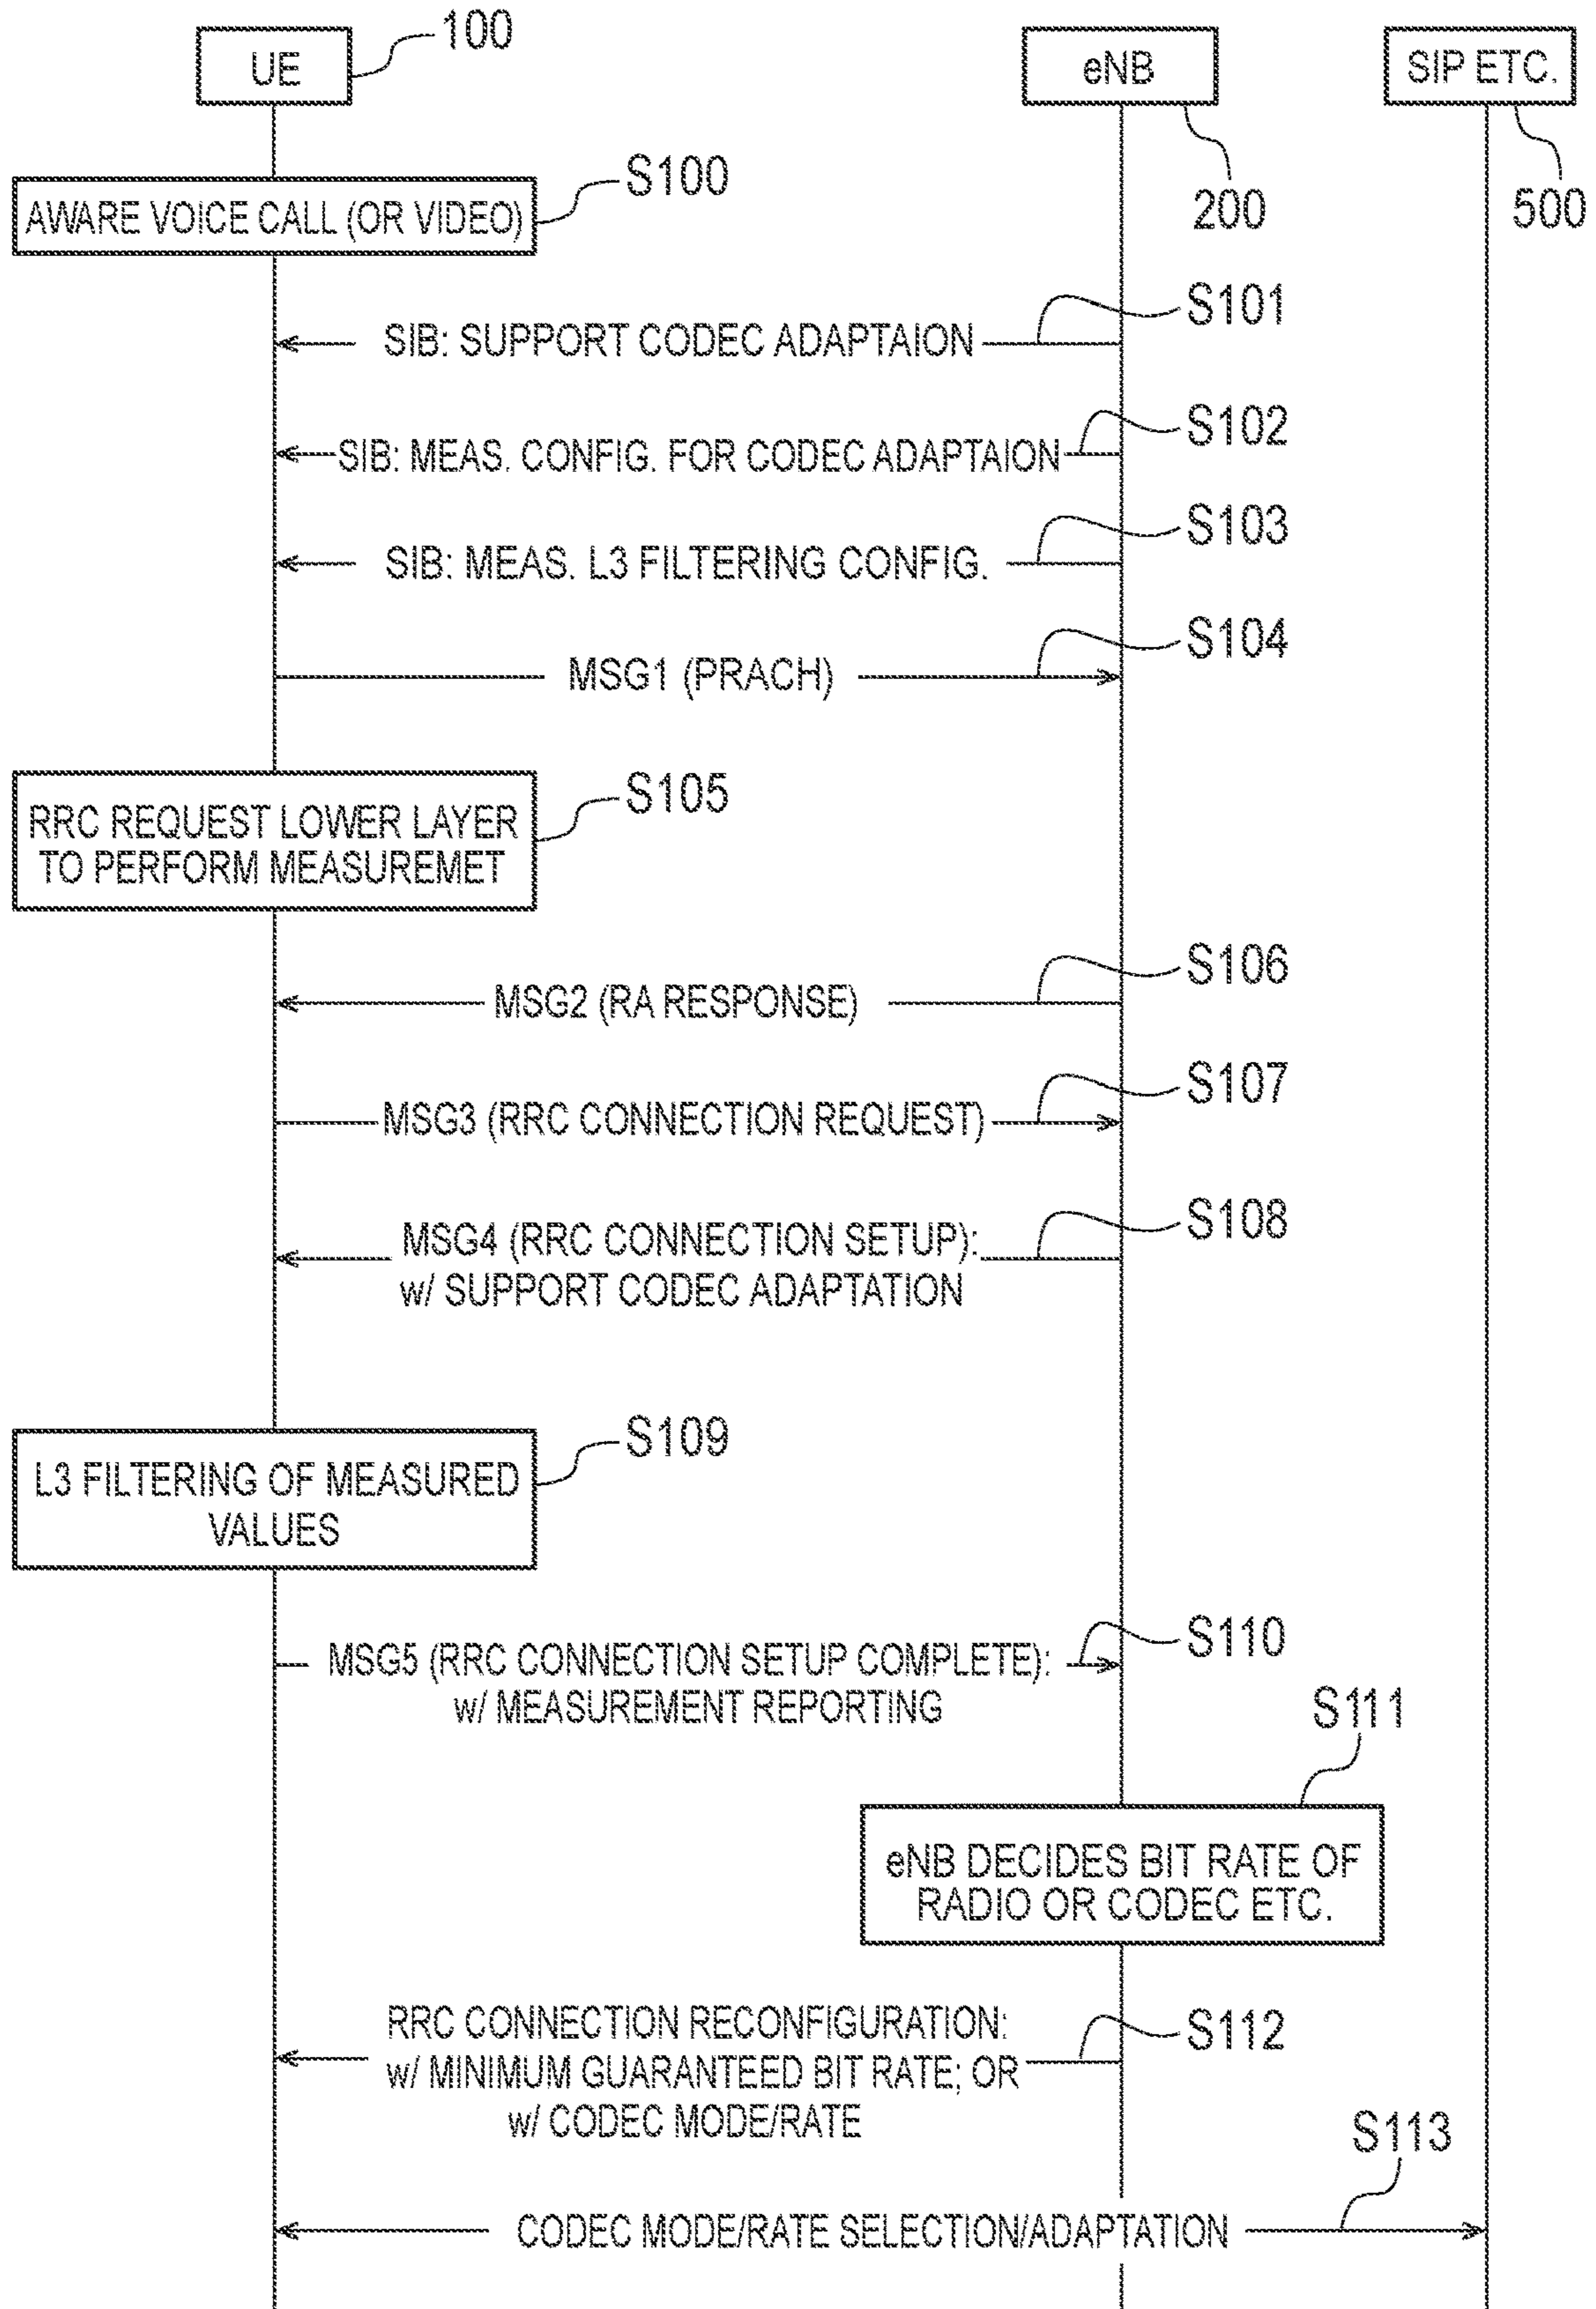 100
UE
eNB
SIP ETC.
200
500
S100
AWARE VOICE CALL (OR VIDEO)
S101
SIB: SUPPORT CODEC ADAPTAION
S102
SIB: MEAS. CONFIG. FOR CODEC ADAPTAION
S103
SIB: MEAS. L3 FILTERING CONFIG.
S104
MSG1 (PRACH)
S105
RRC REQUEST LOWER LAYER
TO PERFORM MEASUREMET
S106
MSG2 (RA RESPONSE)
S107
MSG3 (RRC CONNECTION REQUEST)
S108
MSG4 (RRC CONNECTION SETUP):
w/ SUPPORT CODEC ADAPTATION
S109
L3 FILTERING OF MEASURED
VALUES
S110
MSG5 (RRC CONNECTION SETUP COMPLETE):
w/ MEASUREMENT REPORTING
S111
eNB DECIDES BIT RATE OF
RADIO OR CODEC ETC.
S112
RRC CONNECTION RECONFIGURATION:
w/ MINIMUM GUARANTEED BIT RATE; OR
w/ CODEC MODE/RATE
S113
CODEC MODE/RATE SELECTION/ADAPTATION